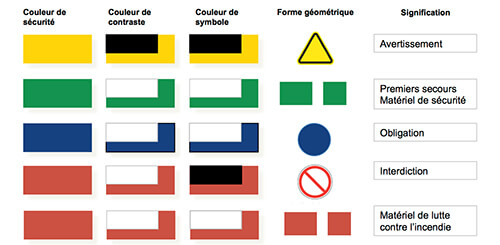 Couleur de sécurité
Couleur de contraste
Couleur de symbole
Forme géométrique
Signification
Avertissement
Premiers secours
Matériel de sécurité
Obligation
Interdiction
Matériel de lutte
contre l'incendie